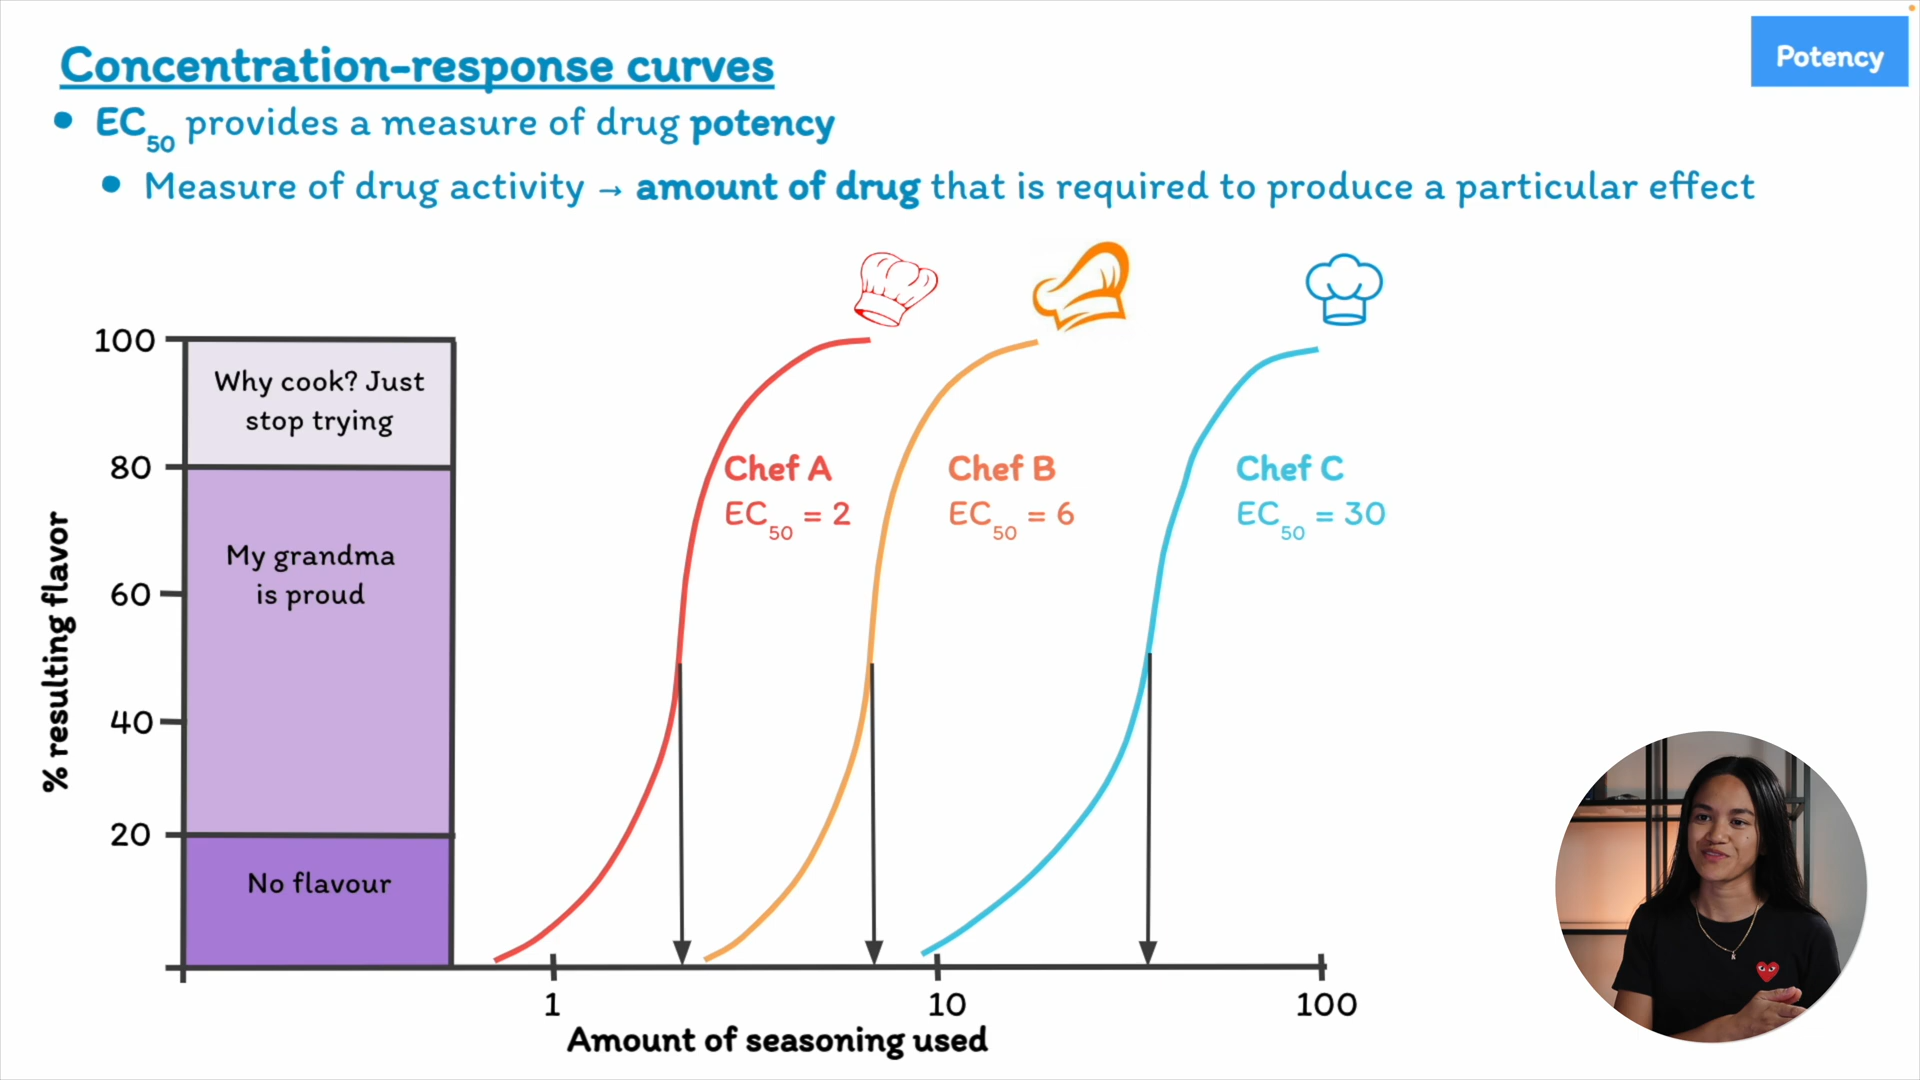 Potency
Concentration-response curves
EC50 provides a measure of drug potency
Measure of drug activity → amount of drug that is required to produce a particular effect
100
80
60
40
20
% resulting flavor
Why cook? Just
stop trying
My grandma
is proud
No flavour
Chef A
EC50 = 2
Chef B
EC50 = 6
Chef C
EC50 = 30
1
10
100
Amount of seasoning used